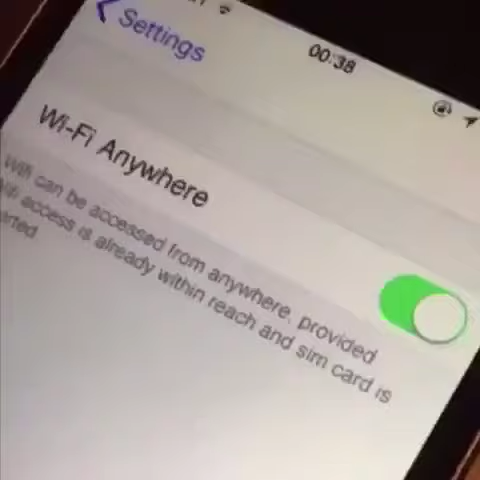 Settings
00:38
Wi-Fi Anywhere
Wifi can be accessed from anywhere, provided
access is already within reach and sim card is